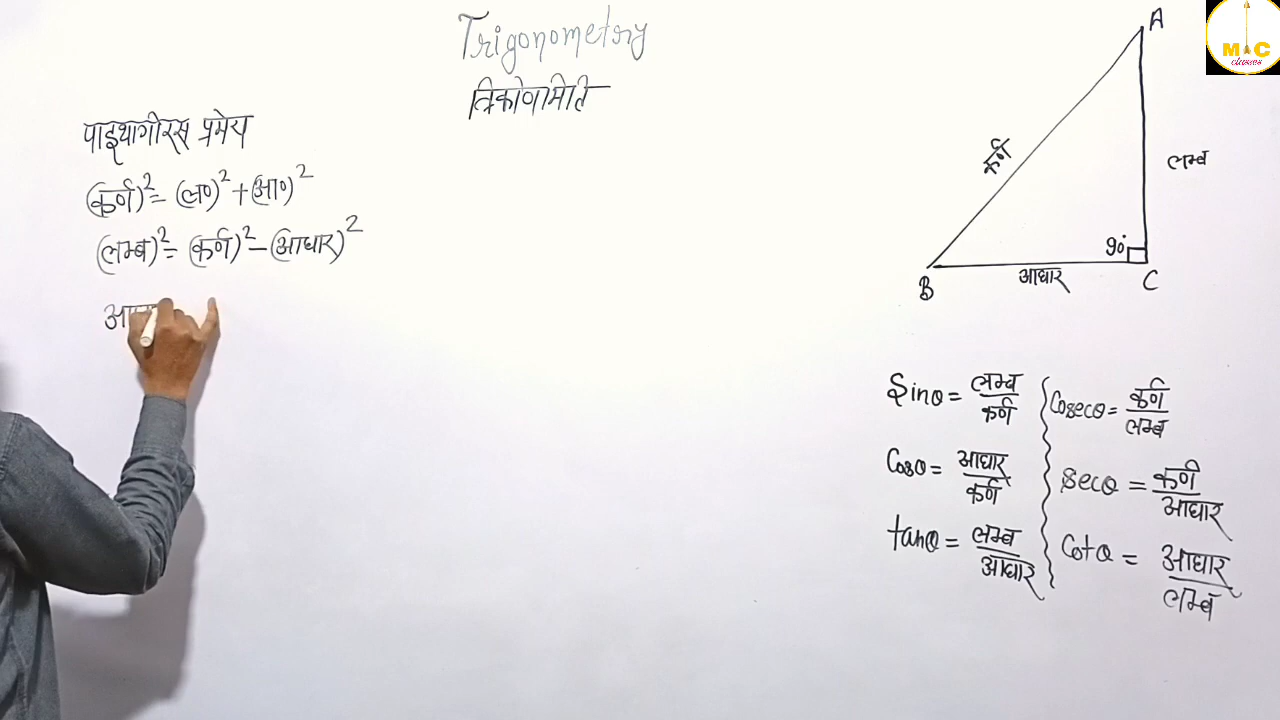 Trigonometry
त्रिकोणमिति
पाइथागोरस प्रमेय
(कर्ण)² = (ल०)² + (आ०)²
(लम्ब)² = (कर्ण)² – (आधार)²
A
कर्ण
लम्ब
90°
B
आधार
C
Sinθ = लम्ब/कर्ण
Cosecθ = कर्ण/लम्ब
Cosθ = आधार/कर्ण
Secθ = कर्ण/आधार
tanθ = लम्ब/आधार
Cotθ = आधार/लम्ब
M C
classes